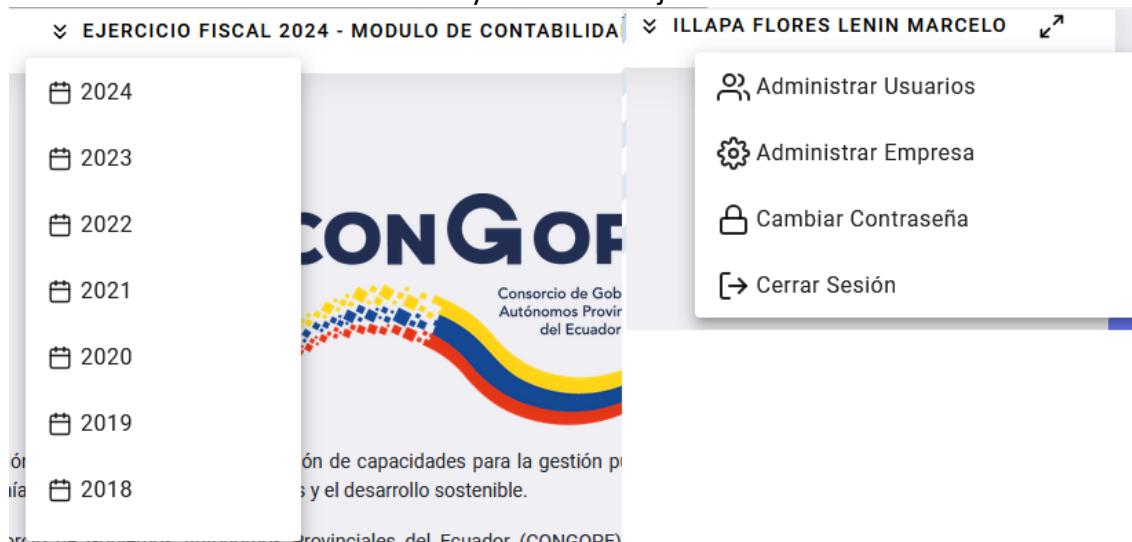 EJERCICIO FISCAL 2024 - MODULO DE CONTABILIDA
2024
2023
2022
2021
2020
2019
2018
CONGOP
Consorcio de Gob
Autónomos Provin
del Ecuador
ón de capacidades para la gestión pú
s y el desarrollo sostenible.
Provinciales del Ecuador (CONGOPE)
ILLAPA FLORES LENIN MARCELO
Administrar Usuarios
Administrar Empresa
Cambiar Contraseña
Cerrar Sesión